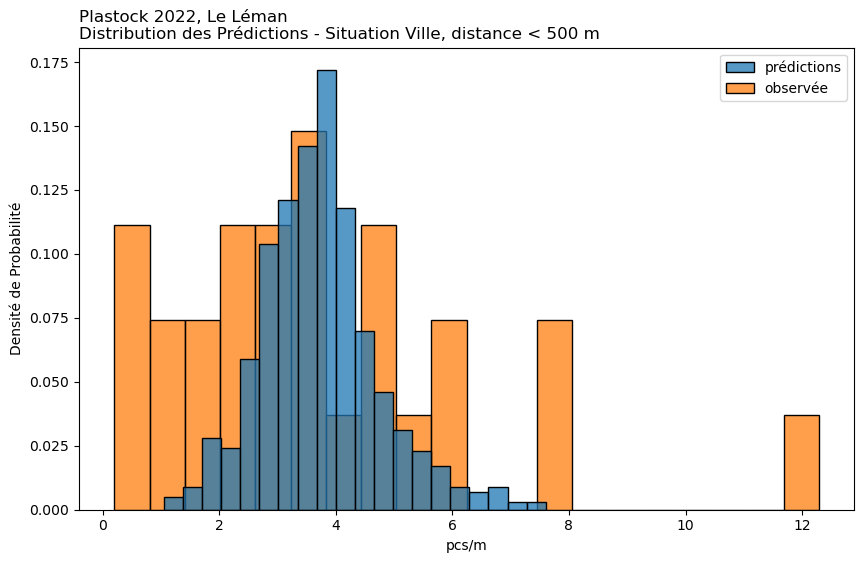 Plastock 2022, Le Léman
Distribution des Prédictions - Situation Ville, distance < 500 m
prédictions
observée
Densité de Probabilité
0.175
0.150
0.125
0.100
0.075
0.050
0.025
0.000
0 2 4 6 8 10 12
pcs/m